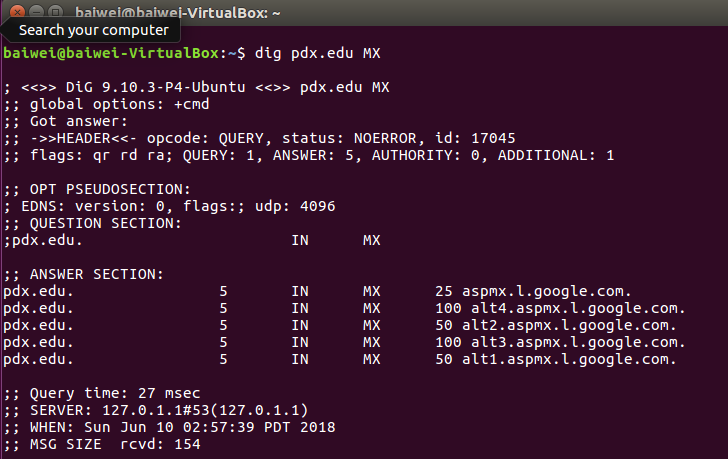 baiwei@baiwei-VirtualBox: ~
Search your computer
baiwei@baiwei-VirtualBox:~$ dig pdx.edu MX

; <<>> DiG 9.10.3-P4-Ubuntu <<>> pdx.edu MX
;; global options: +cmd
;; Got answer:
;; ->>HEADER<<- opcode: QUERY, status: NOERROR, id: 17045
;; flags: qr rd ra; QUERY: 1, ANSWER: 5, AUTHORITY: 0, ADDITIONAL: 1

;; OPT PSEUDOSECTION:
; EDNS: version: 0, flags:; udp: 4096
;; QUESTION SECTION:
;pdx.edu. IN MX

;; ANSWER SECTION:
pdx.edu. 5 IN MX 25 aspmx.l.google.com.
pdx.edu. 5 IN MX 100 alt4.aspmx.l.google.com.
pdx.edu. 5 IN MX 50 alt2.aspmx.l.google.com.
pdx.edu. 5 IN MX 100 alt3.aspmx.l.google.com.
pdx.edu. 5 IN MX 50 alt1.aspmx.l.google.com.

;; Query time: 27 msec
;; SERVER: 127.0.1.1#53(127.0.1.1)
;; WHEN: Sun Jun 10 02:57:39 PDT 2018
;; MSG SIZE  rcvd: 154